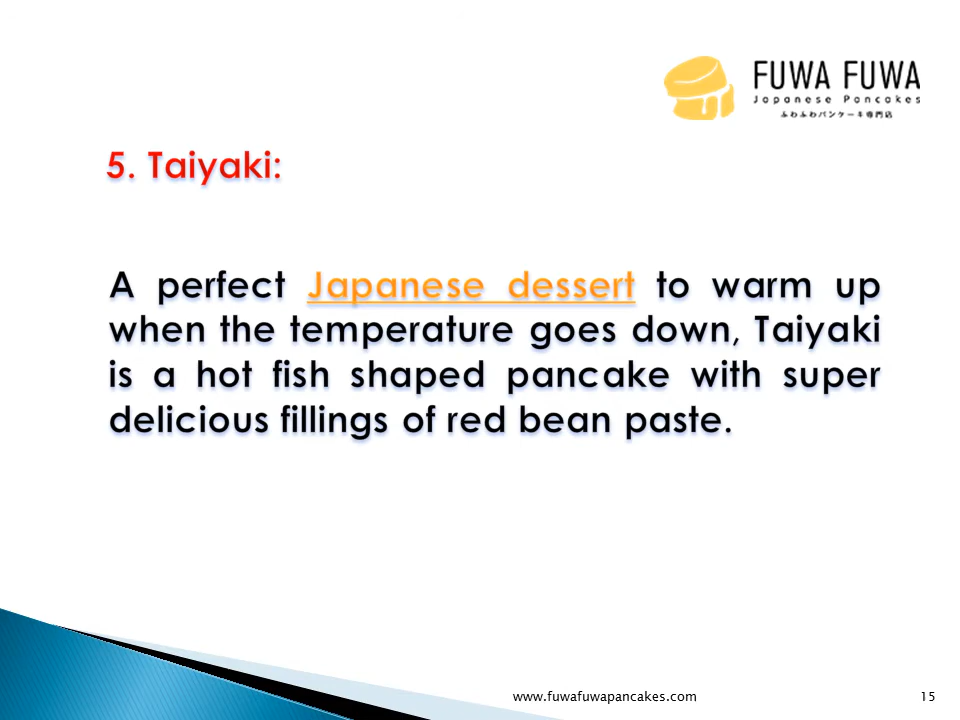 FUWA FUWA
Japanese Pancakes
ふわふわパンケーキ専門店
5. Taiyaki:
A perfect Japanese dessert to warm up
when the temperature goes down, Taiyaki
is a hot fish shaped pancake with super
delicious fillings of red bean paste.
www.fuwafuwapancakes.com
15